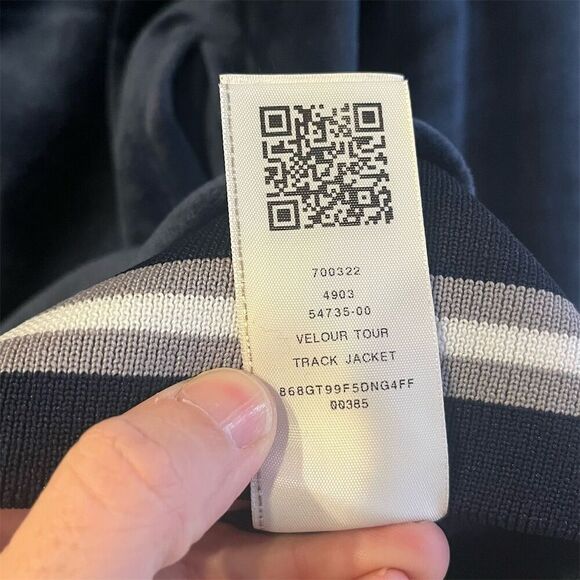 700322
4903
54735-00
VELOUR TOUR
TRACK JACKET
868GT99F5DNG4FF
00385